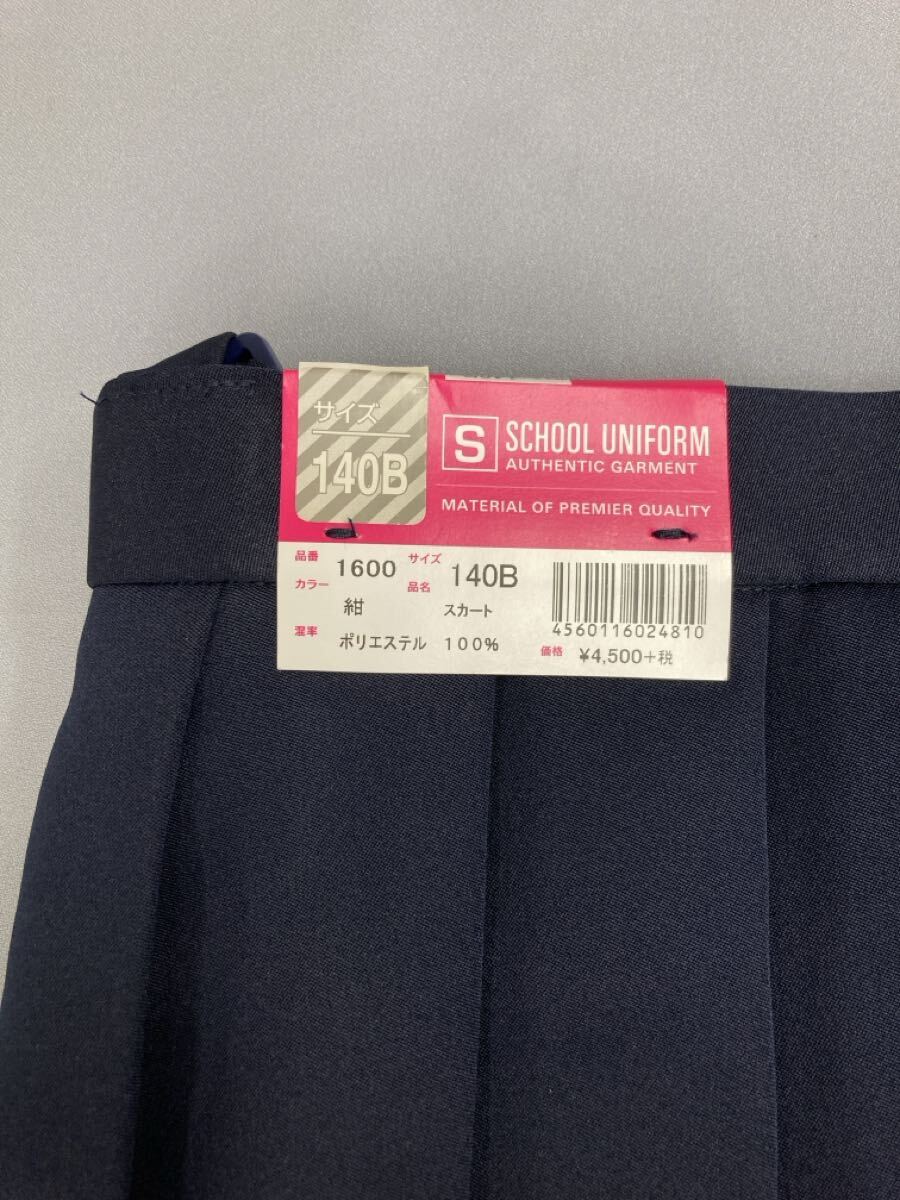 サイズ
140B
S SCHOOL UNIFORM
AUTHENTIC GARMENT
MATERIAL OF PREMIER QUALITY
品番 1600 サイズ 140B
カラー 紺 品名 スカート
混率 ポリエステル 100%
4560116024810
価格 ¥4,500+税